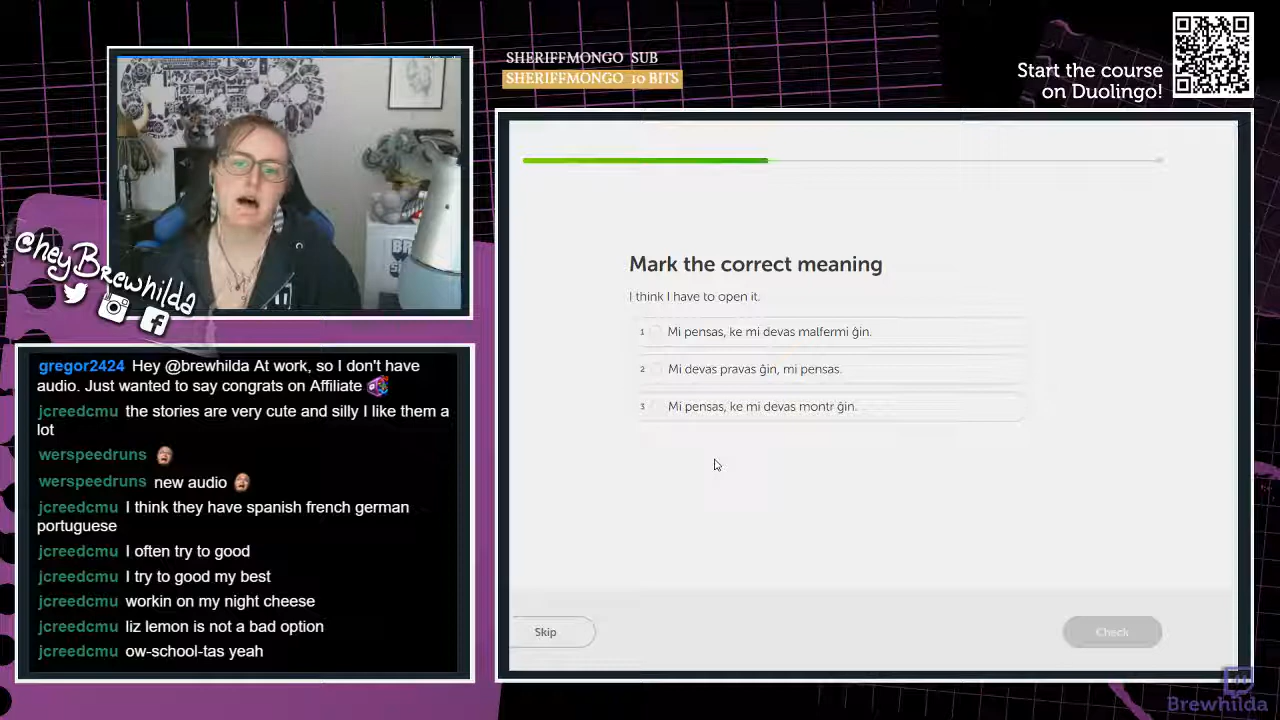 SHERIFFMONGO SUB
SHERIFFMONGO 10 BITS
Start the course
on Duolingo!
@heyBrewhilda
Mark the correct meaning
I think I have to open it.
1 Mi pensas, ke mi devas malfermi ĝin.
2 Mi devas pravas ĝin, mi pensas.
3 Mi pensas, ke mi devas montr ĝin.
Skip
Check
gregor2424 Hey @brewhilda At work, so I don't have
audio. Just wanted to say congrats on Affiliate
jcreedcmu the stories are very cute and silly I like them a
lot
werspeedruns
werspeedruns new audio
jcreedcmu I think they have spanish french german
portuguese
jcreedcmu I often try to good
jcreedcmu I try to good my best
jcreedcmu workin on my night cheese
jcreedcmu liz lemon is not a bad option
jcreedcmu ow-school-tas yeah
Brewhilda